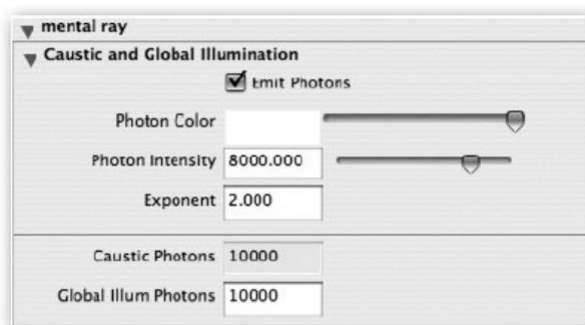 mental ray
Caustic and Global Illumination
Emit Photons
Photon Color
Photon Intensity 8000.000
Exponent 2.000
Caustic Photons 10000
Global Illum Photons 10000